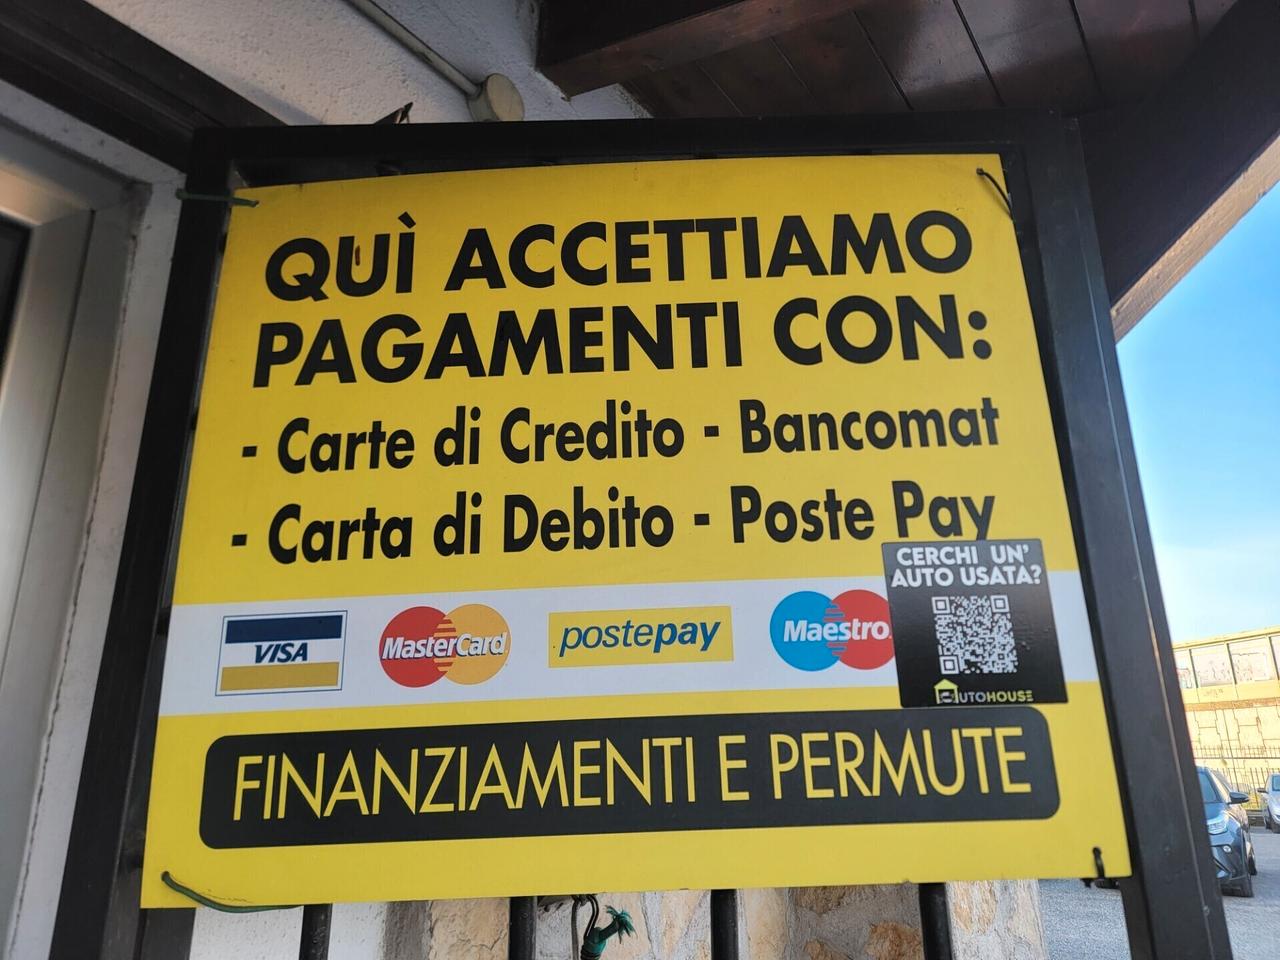 QUÌ ACCETTIAMO
PAGAMENTI CON:
- Carte di Credito - Bancomat
- Carta di Debito - Poste Pay
CERCHI UN'
AUTO USATA?
VISA
MasterCard
postepay
Maestro
AUTOHOUSE
FINANZIAMENTI E PERMUTE